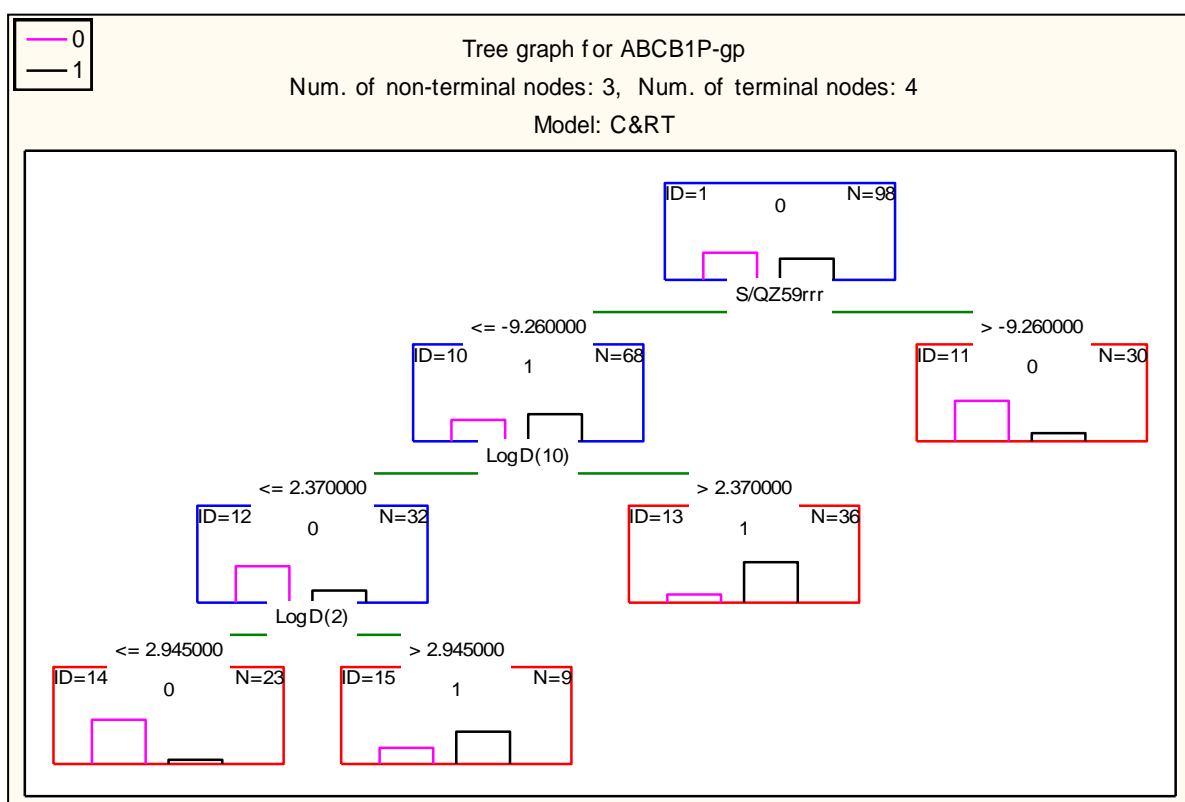 0
1
Tree graph for ABCB1P-gp
Num. of non-terminal nodes: 3, Num. of terminal nodes: 4
Model: C&RT
ID=1 N=98
0
S/QZ59rrr
<= -9.260000 > -9.260000
ID=10 N=68 ID=11 N=30
1 0
LogD(10)
<= 2.370000 > 2.370000
ID=12 N=32 ID=13 N=36
0 1
LogD(2)
<= 2.945000 > 2.945000
ID=14 N=23 ID=15 N=9
0 1